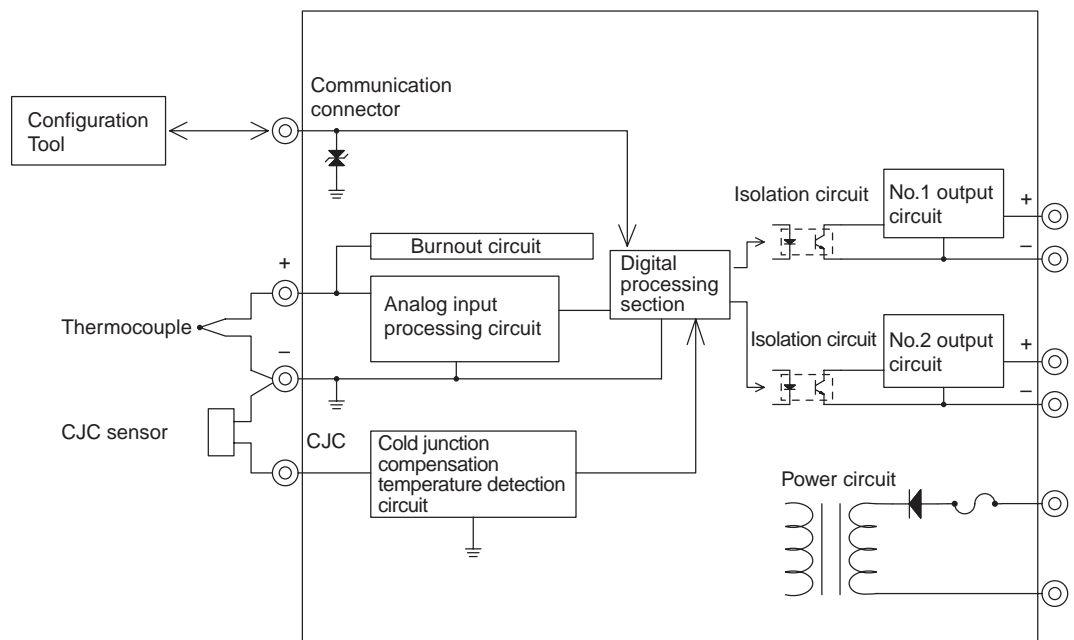 Communication
connector
Configuration
Tool
Isolation circuit
No.1 output
circuit
+
−
Burnout circuit
Digital
processing
section
+
Analog input
processing circuit
Thermocouple
−
Isolation circuit
No.2 output
circuit
+
−
CJC sensor
CJC
Cold junction
compensation
temperature detection
circuit
Power circuit